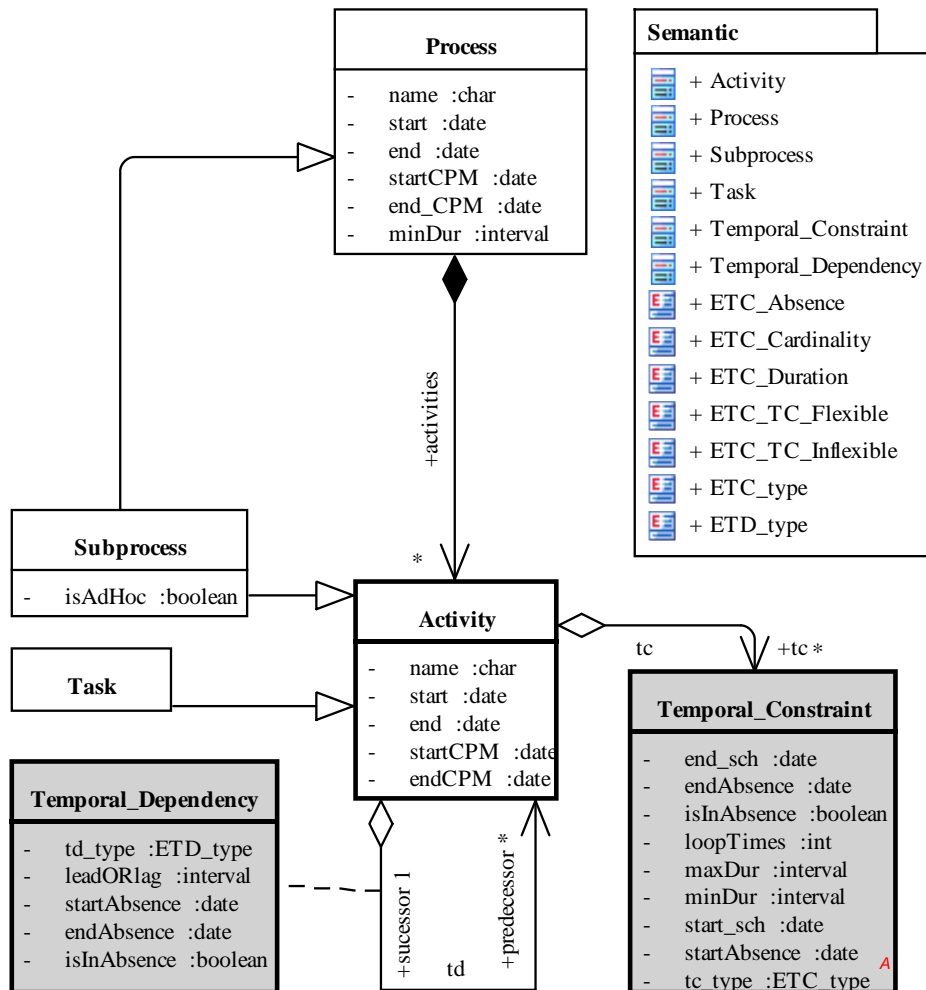 Process
- name :char
- start :date
- end :date
- startCPM :date
- end_CPM :date
- minDur :interval
Semantic
+ Activity
+ Process
+ Subprocess
+ Task
+ Temporal_Constraint
+ Temporal_Dependency
+ ETC_Absence
+ ETC_Cardinality
+ ETC_Duration
+ ETC_TC_Flexible
+ ETC_TC_Inflexible
+ ETC_type
+ ETD_type
+activities
*
Subprocess
- isAdHoc :boolean
Task
Activity
- name :char
- start :date
- end :date
- startCPM :date
- endCPM :date
tc
+tc *
Temporal_Constraint
- end_sch :date
- endAbsence :date
- isInAbsence :boolean
- loopTimes :int
- maxDur :interval
- minDur :interval
- start_sch :date
- startAbsence :date
- tc_type :ETC_type
A
Temporal_Dependency
- td_type :ETD_type
- leadORlag :interval
- startAbsence :date
- endAbsence :date
- isInAbsence :boolean
+sucessor 1
td
+predecessor *